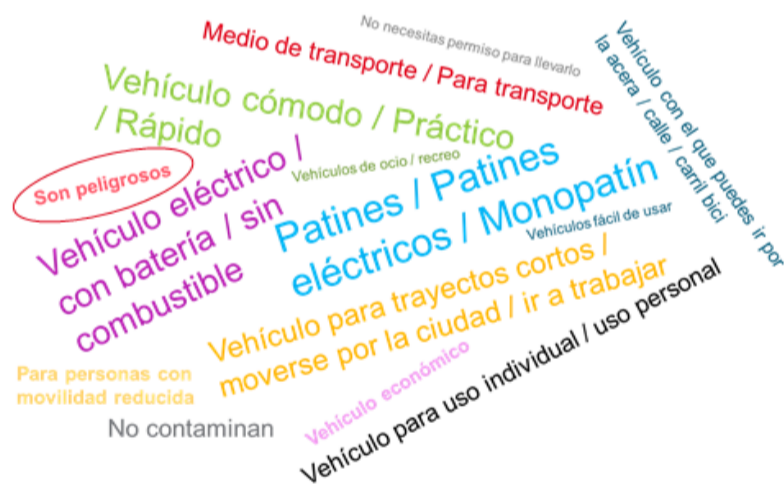 No necesitas permiso para llevarlo
Medio de transporte / Para transporte
Vehículo con el que puedes ir por
la acera / calle / carril bici
Vehículo cómodo / Práctico
/ Rápido
Son peligrosos
Vehículos de ocio / recreo
Vehículo eléctrico /
con batería / sin
combustible
Patines / Patines
eléctricos / Monopatín
Vehículos fácil de usar
Vehículo para trayectos cortos /
moverse por la ciudad / ir a trabajar
Para personas con
movilidad reducida
Vehículo económico
No contaminan
Vehículo para uso individual / uso personal